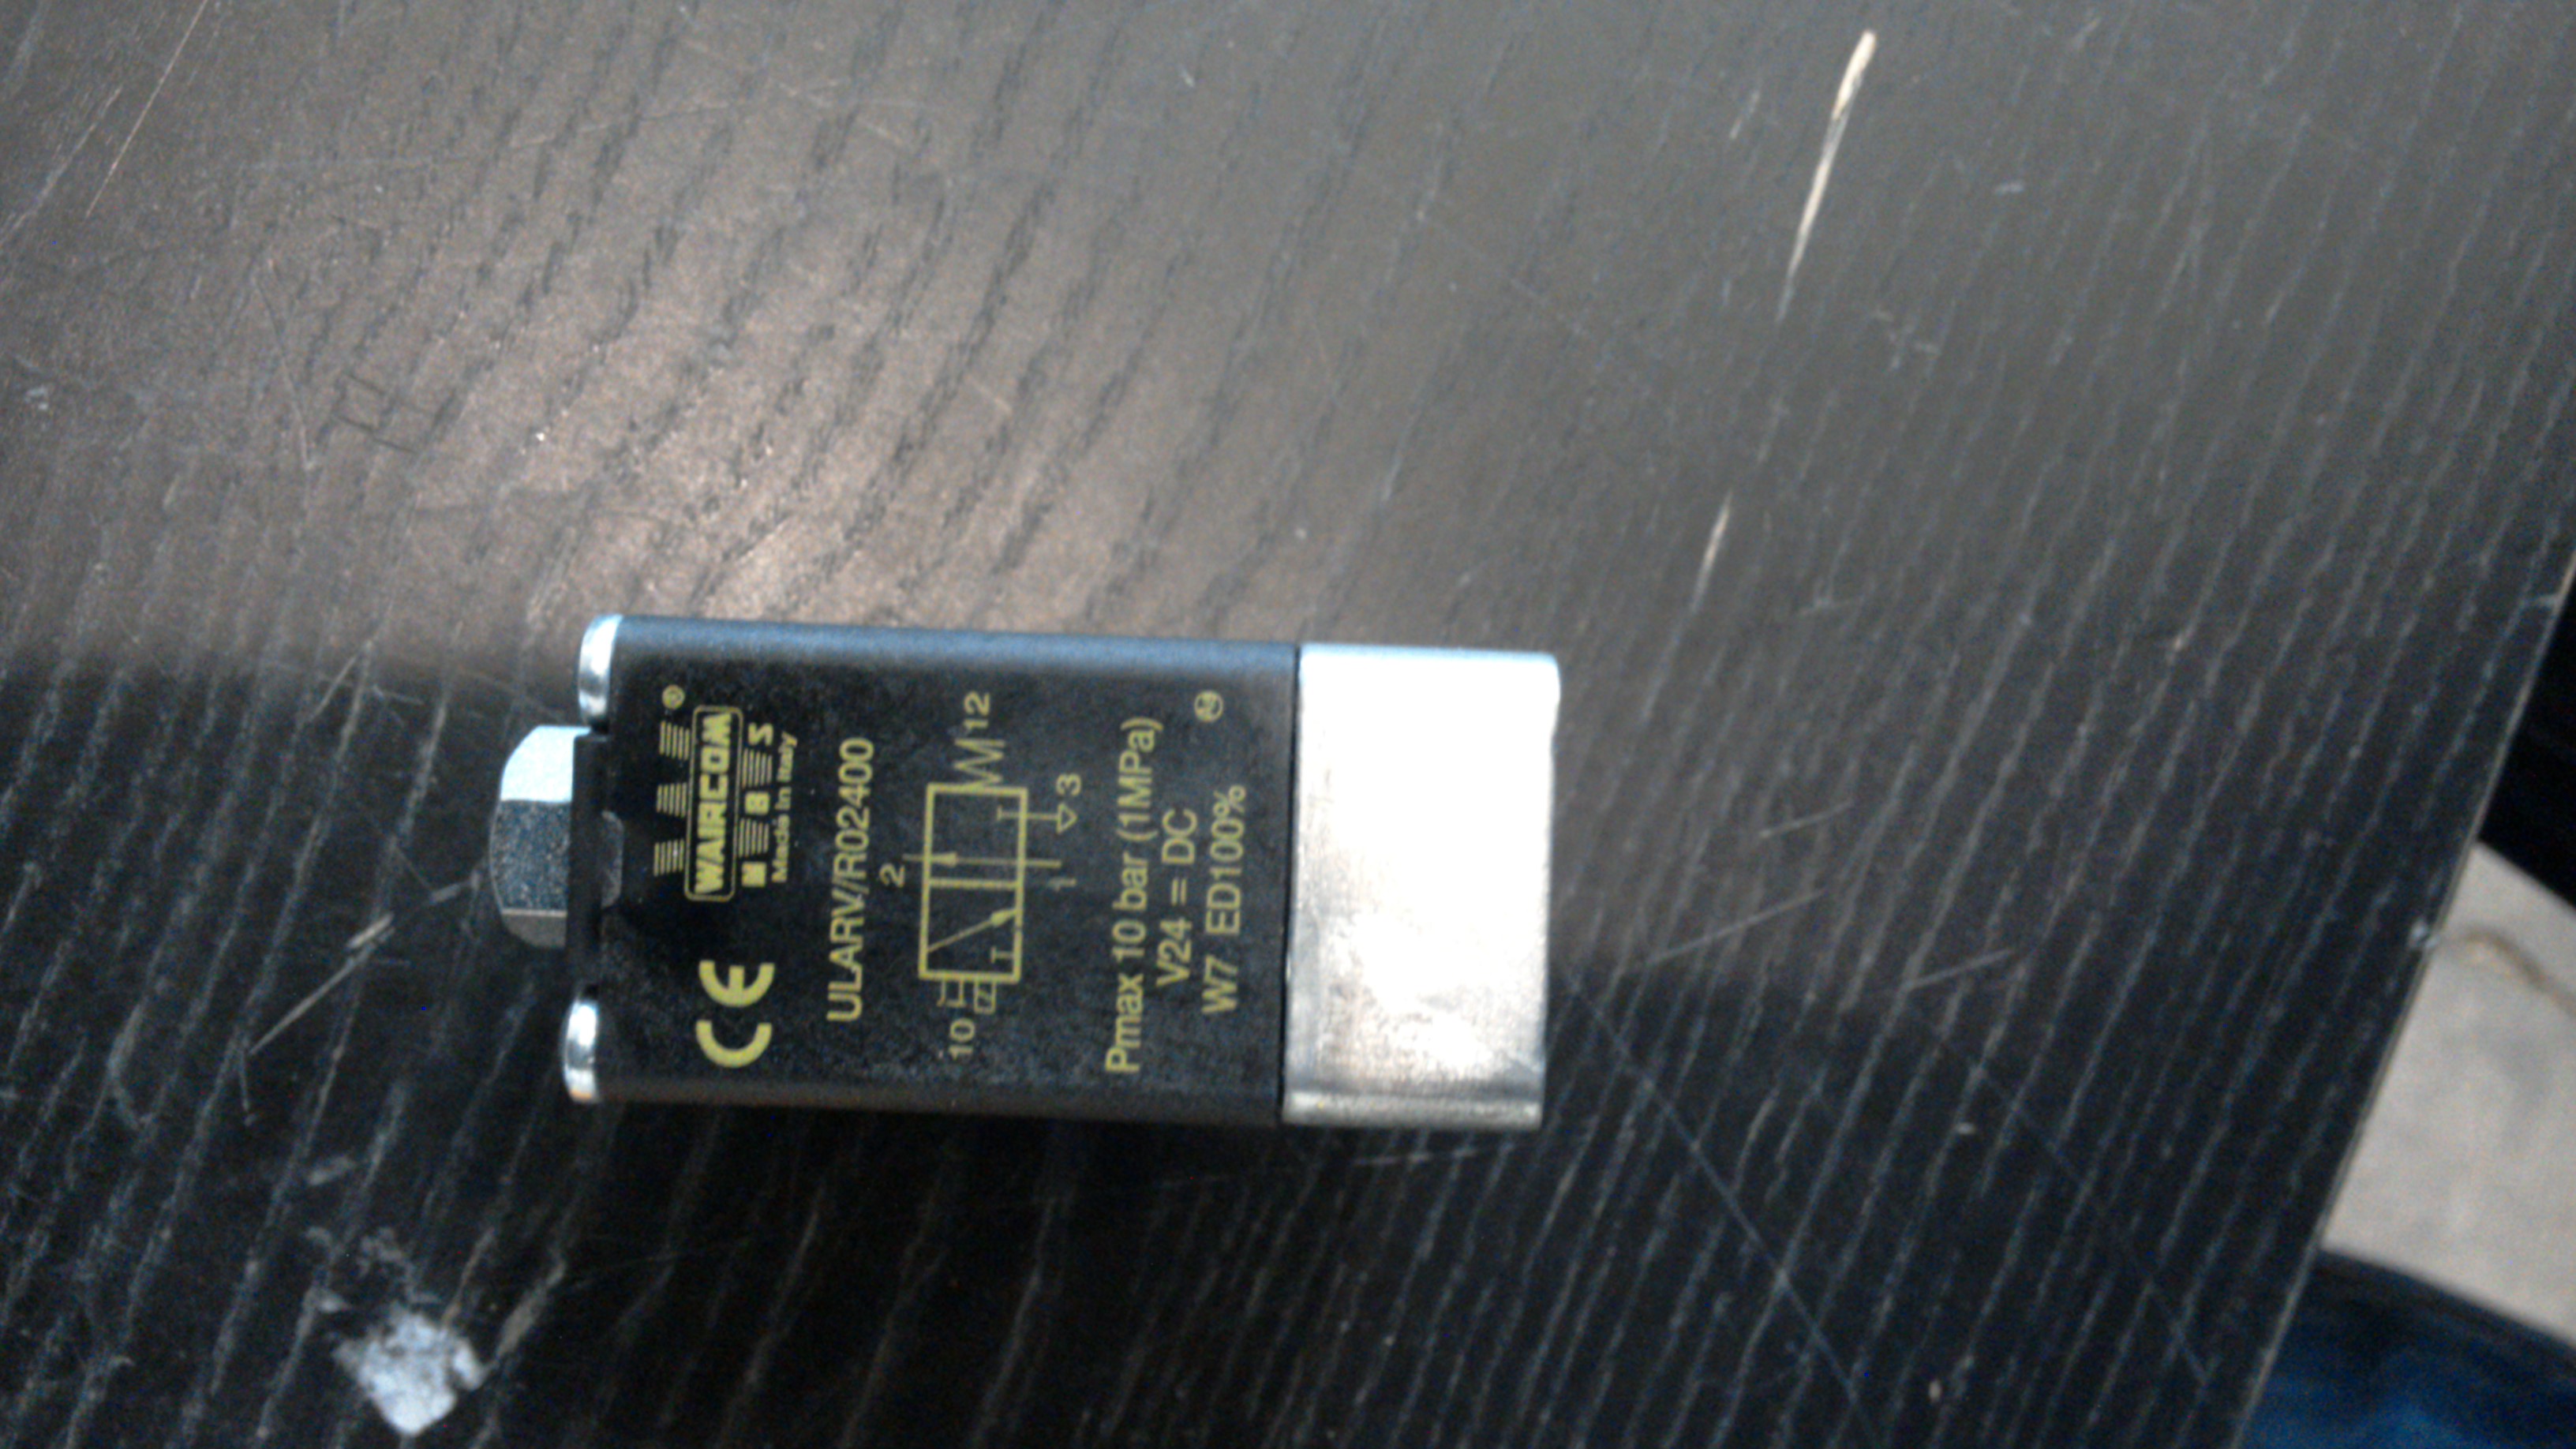 WAIRCOM
M B S
Made in Italy
CE
ULARV/R02400
2
10
12
1
3
Pmax 10 bar (1MPa)
V24 = DC
W7 ED100%